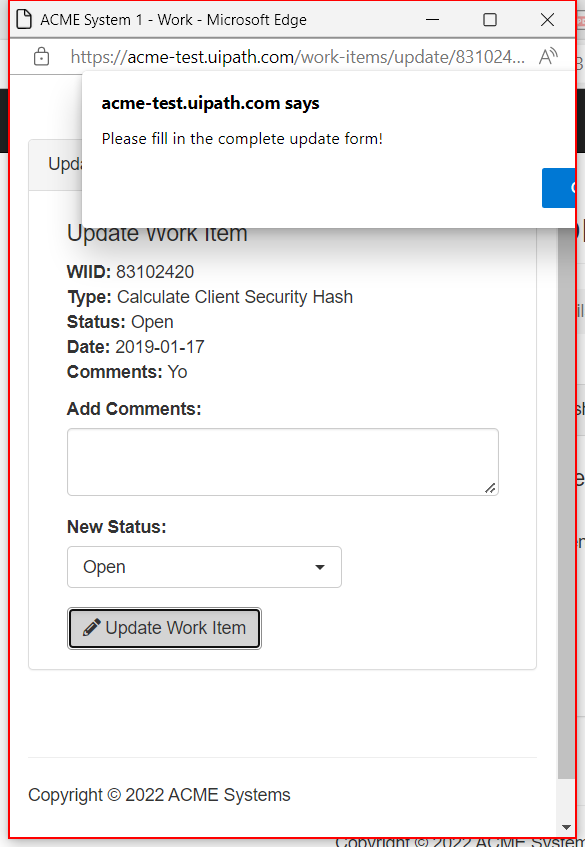 ACME System 1 - Work - Microsoft Edge
https://acme-test.uipath.com/work-items/update/831024...
acme-test.uipath.com says
Please fill in the complete update form!
Update Work Item
WIID: 83102420
Type: Calculate Client Security Hash
Status: Open
Date: 2019-01-17
Comments: Yo
Add Comments:
New Status:
Open
Update Work Item
Copyright © 2022 ACME Systems
Copyright © 2022 ACME System